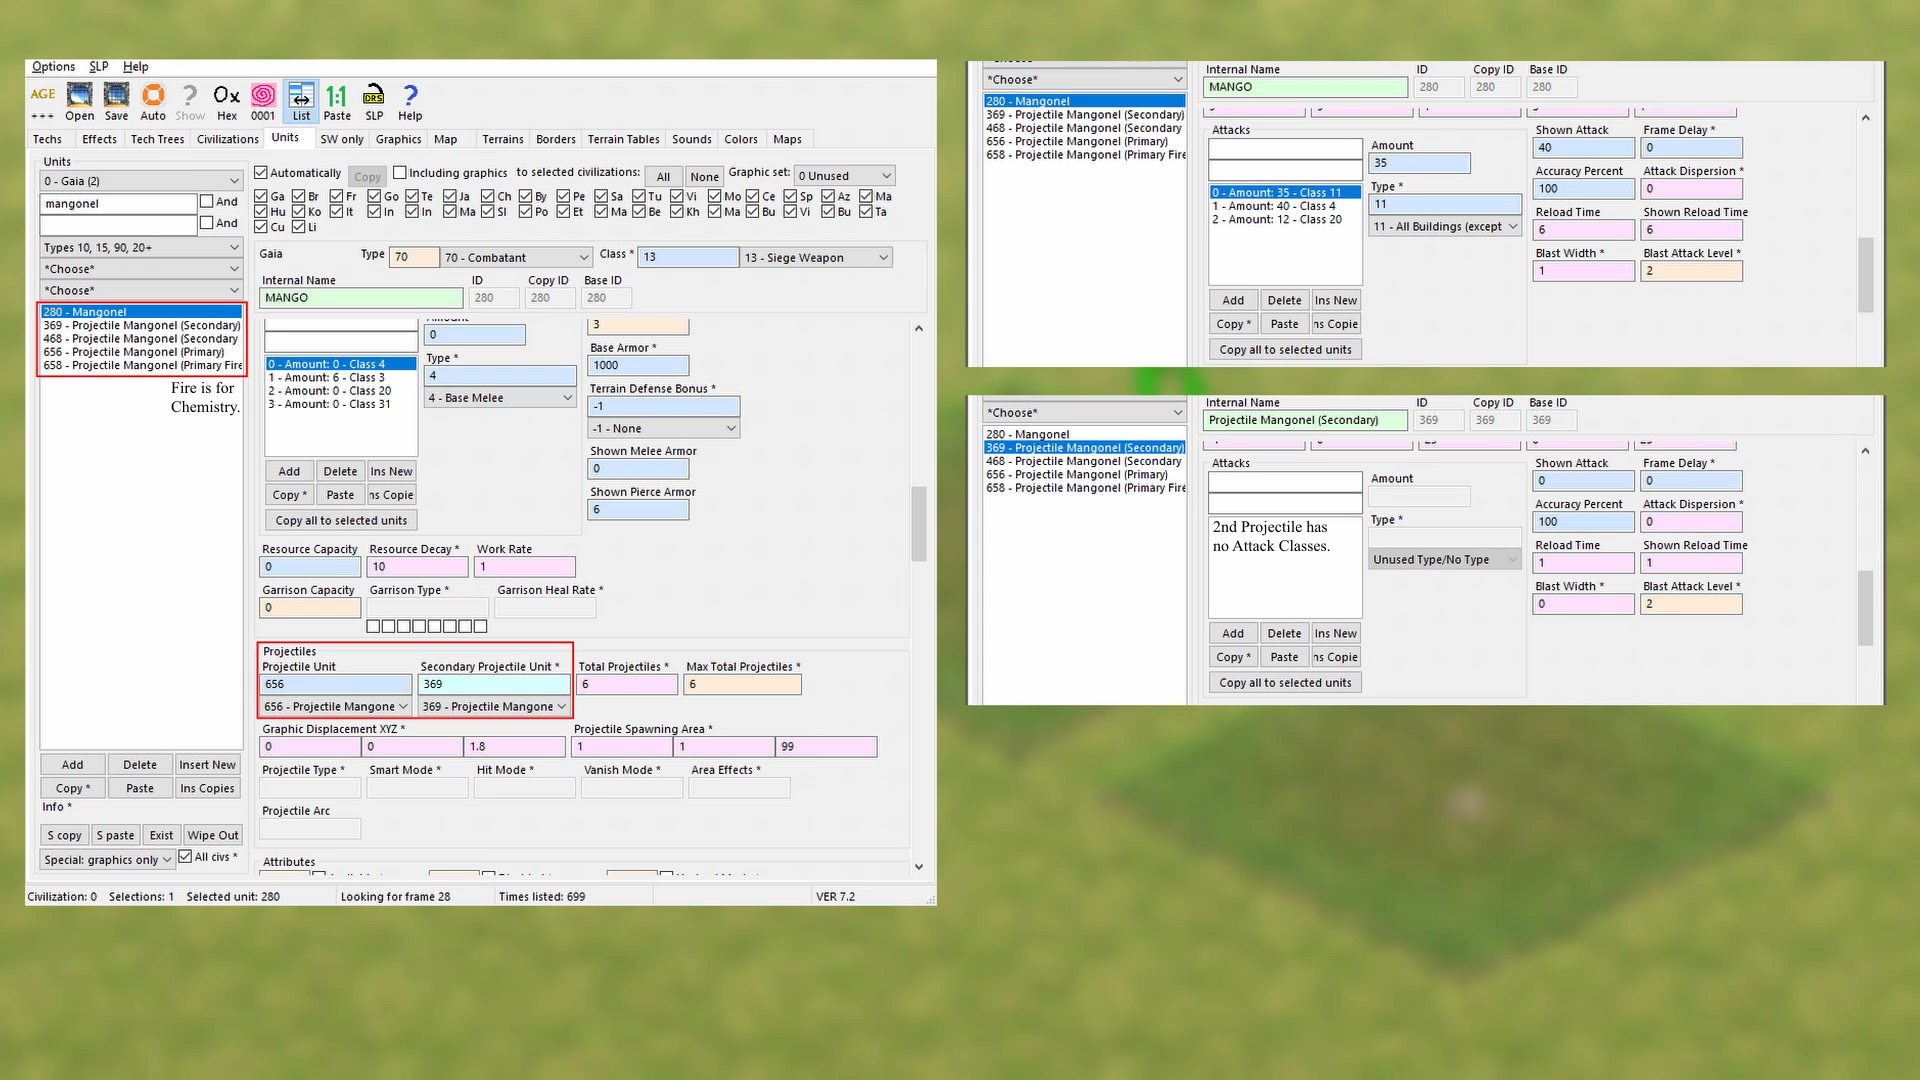 Options SLP Help
AGE
+++ Open Save Auto Show Hex 0001 List Paste SLP Help
Ox
1:1
DRS
Techs Effects Tech Trees Civilizations Units SW only Graphics Map Terrains Borders Terrain Tables Sounds Colors Maps
Units
0 - Gaia (2)
mangonel And
And
Types 10, 15, 90, 20+
*Choose*
*Choose*
280 - Mangonel
369 - Projectile Mangonel (Secondary)
468 - Projectile Mangonel (Secondary
656 - Projectile Mangonel (Primary)
658 - Projectile Mangonel (Primary Fire
Fire is for
Chemistry.
Add Delete Insert New
Copy * Paste Ins Copies
Info *
S copy S paste Exist Wipe Out
Special: graphics only All civs *
Automatically Copy Including graphics to selected civilizations: All None Graphic set: 0 Unused
Ga Br Fr Go Te Ja Ch By Pe Sa Tu Vi Mo Ce Sp Az Ma
Hu Ko It In In Ma Sl Po Et Ma Be Kh Ma Bu Vi Bu Ta
Cu Li
Gaia Type 70 70 - Combatant Class * 13 13 - Siege Weapon
Internal Name ID Copy ID Base ID
MANGO 280 280 280
0
Type *
4
4 - Base Melee
0 - Amount: 0 - Class 4
1 - Amount: 6 - Class 3
2 - Amount: 0 - Class 20
3 - Amount: 0 - Class 31
Add Delete Ins New
Copy * Paste ns Copie
Copy all to selected units
3
Base Armor *
1000
Terrain Defense Bonus *
-1
-1 - None
Shown Melee Armor
0
Shown Pierce Armor
6
Resource Capacity Resource Decay * Work Rate
0 10 1
Garrison Capacity Garrison Type * Garrison Heal Rate *
0
Projectiles
Projectile Unit Secondary Projectile Unit * Total Projectiles * Max Total Projectiles *
656 369 6 6
656 - Projectile Mangone 369 - Projectile Mangone
Graphic Displacement XYZ * Projectile Spawning Area *
0 0 1.8 1 1 99
Projectile Type * Smart Mode * Hit Mode * Vanish Mode * Area Effects *
Projectile Arc
Attributes
Civilization: 0 Selections: 1 Selected unit: 280 Looking for frame 28 Times listed: 699 VER 7.2
*Choose*
280 - Mangonel
369 - Projectile Mangonel (Secondary)
468 - Projectile Mangonel (Secondary
656 - Projectile Mangonel (Primary)
658 - Projectile Mangonel (Primary Fire
Internal Name ID Copy ID Base ID
MANGO 280 280 280
Attacks
0 - Amount: 35 - Class 11
1 - Amount: 40 - Class 4
2 - Amount: 12 - Class 20
Add Delete Ins New
Copy * Paste ns Copie
Copy all to selected units
Amount
35
Type *
11
11 - All Buildings (except
Shown Attack Frame Delay *
40 0
Accuracy Percent Attack Dispersion *
100 0
Reload Time Shown Reload Time
6 6
Blast Width * Blast Attack Level *
1 2
*Choose*
280 - Mangonel
369 - Projectile Mangonel (Secondary)
468 - Projectile Mangonel (Secondary
656 - Projectile Mangonel (Primary)
658 - Projectile Mangonel (Primary Fire
Internal Name ID Copy ID Base ID
Projectile Mangonel (Secondary) 369 369 369
Attacks
2nd Projectile has
no Attack Classes.
Add Delete Ins New
Copy * Paste ns Copie
Copy all to selected units
Amount
Type *
Unused Type/No Type
Shown Attack Frame Delay *
0 0
Accuracy Percent Attack Dispersion *
100 0
Reload Time Shown Reload Time
1 1
Blast Width * Blast Attack Level *
0 2